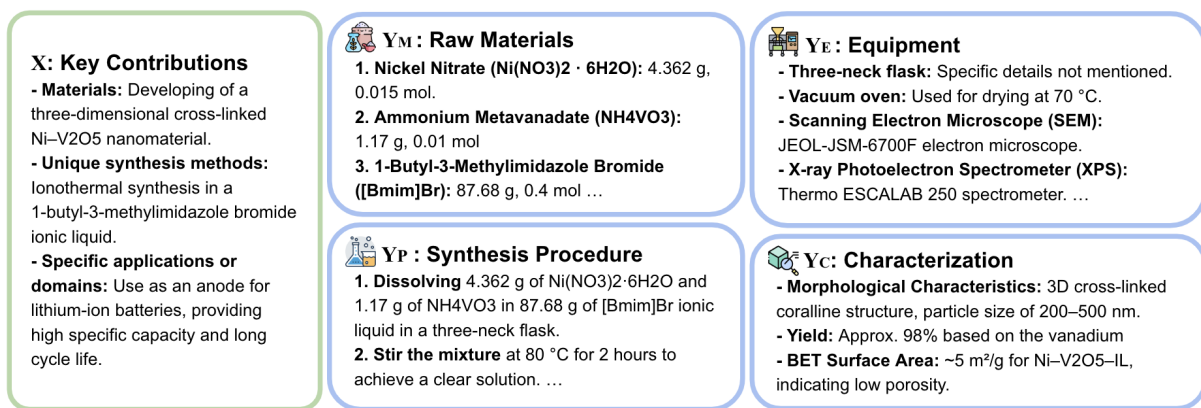 X: Key Contributions
- Materials: Developing of a
three-dimensional cross-linked
Ni–V2O5 nanomaterial.
- Unique synthesis methods:
Ionothermal synthesis in a
1-butyl-3-methylimidazole bromide
ionic liquid.
- Specific applications or
domains: Use as an anode for
lithium-ion batteries, providing
high specific capacity and long
cycle life.
YM : Raw Materials
1. Nickel Nitrate (Ni(NO3)2 · 6H2O): 4.362 g,
0.015 mol.
2. Ammonium Metavanadate (NH4VO3):
1.17 g, 0.01 mol
3. 1-Butyl-3-Methylimidazole Bromide
([Bmim]Br): 87.68 g, 0.4 mol …
YP : Synthesis Procedure
1. Dissolving 4.362 g of Ni(NO3)2·6H2O and
1.17 g of NH4VO3 in 87.68 g of [Bmim]Br ionic
liquid in a three-neck flask.
2. Stir the mixture at 80 °C for 2 hours to
achieve a clear solution. …
YE : Equipment
- Three-neck flask: Specific details not mentioned.
- Vacuum oven: Used for drying at 70 °C.
- Scanning Electron Microscope (SEM):
JEOL-JSM-6700F electron microscope.
- X-ray Photoelectron Spectrometer (XPS):
Thermo ESCALAB 250 spectrometer. …
YC: Characterization
- Morphological Characteristics: 3D cross-linked
coralline structure, particle size of 200–500 nm.
- Yield: Approx. 98% based on the vanadium
- BET Surface Area: ~5 m²/g for Ni–V2O5–IL,
indicating low porosity.